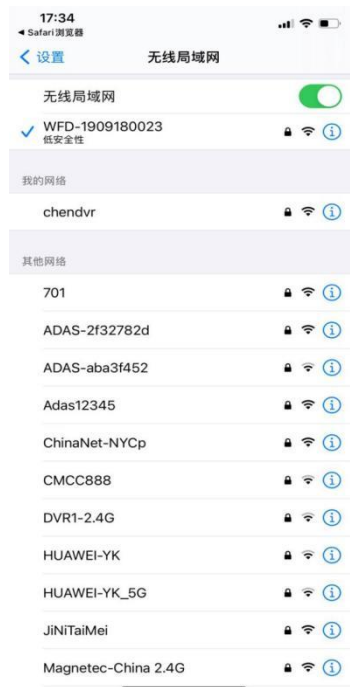 17:34
◀ Safari浏览器
设置
无线局域网
无线局域网
WFD-1909180023
低安全性
我的网络
chendvr
其他网络
701
ADAS-2f32782d
ADAS-aba3f452
Adas12345
ChinaNet-NYCp
CMCC888
DVR1-2.4G
HUAWEI-YK
HUAWEI-YK_5G
JiNiTaiMei
Magnetec-China 2.4G